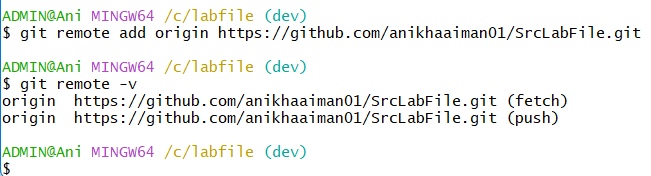 ADMIN@Ani MINGW64 /c/labfile (dev)
$ git remote add origin https://github.com/anikhaaiman01/SrcLabFile.git
ADMIN@Ani MINGW64 /c/labfile (dev)
$ git remote -v
origin  https://github.com/anikhaaiman01/SrcLabFile.git (fetch)
origin  https://github.com/anikhaaiman01/SrcLabFile.git (push)
ADMIN@Ani MINGW64 /c/labfile (dev)
$